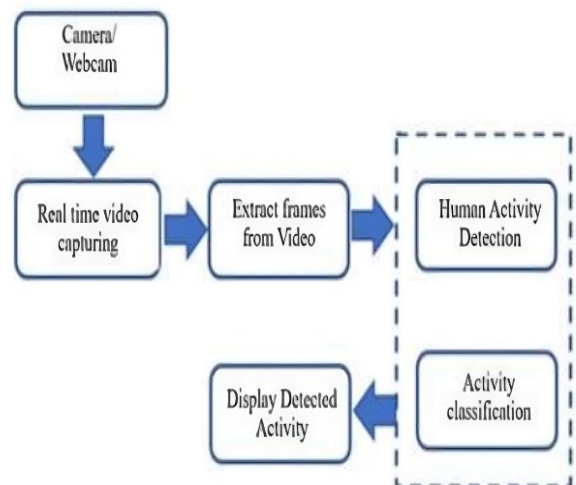 Camera/
Webcam
Real time video
capturing
Extract frames
from Video
Human Activity
Detection
Activity
classification
Display Detected
Activity